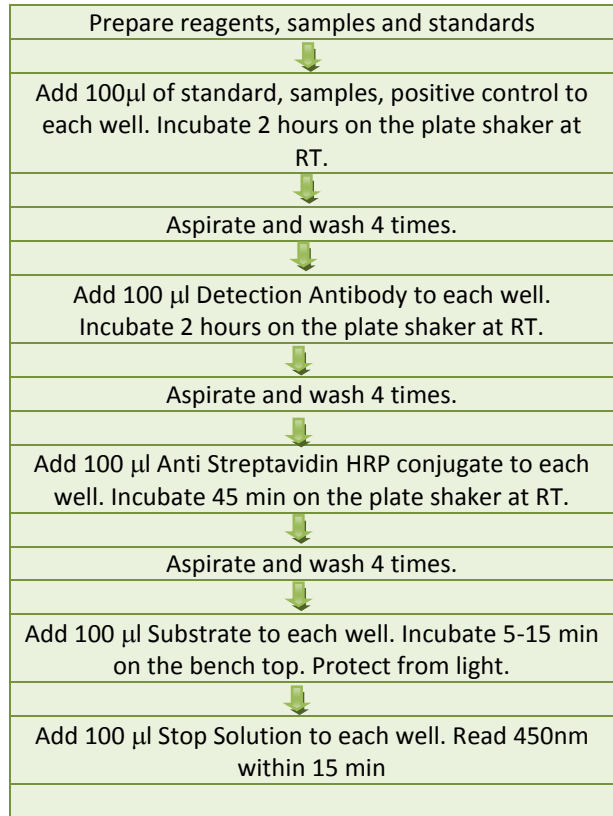 Prepare reagents, samples and standards
Add 100μl of standard, samples, positive control to
each well. Incubate 2 hours on the plate shaker at
RT.
Aspirate and wash 4 times.
Add 100 μl Detection Antibody to each well.
Incubate 2 hours on the plate shaker at RT.
Aspirate and wash 4 times.
Add 100 μl Anti Streptavidin HRP conjugate to each
well. Incubate 45 min on the plate shaker at RT.
Aspirate and wash 4 times.
Add 100 μl Substrate to each well. Incubate 5-15 min
on the bench top. Protect from light.
Add 100 μl Stop Solution to each well. Read 450nm
within 15 min